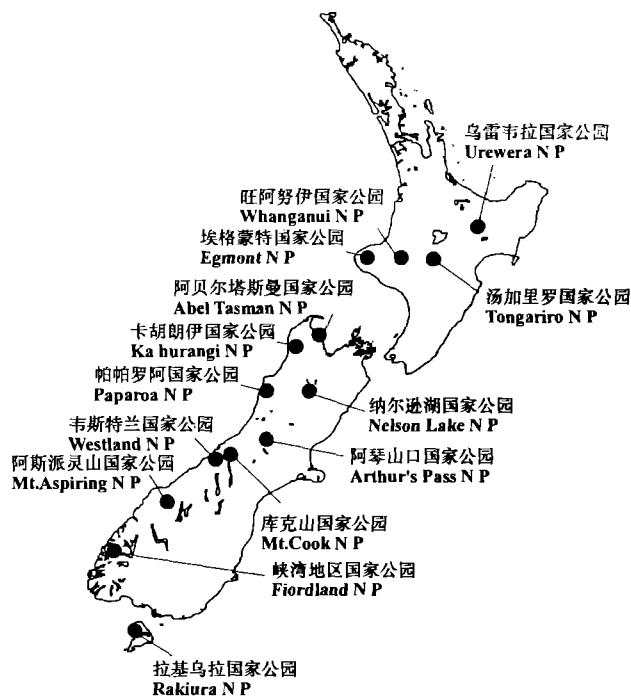 乌雷韦拉国家公园
Urewera N P
旺阿努伊国家公园
Whanganui N P
埃格蒙特国家公园
Egmont N P
汤加里罗国家公园
Tongariro N P
阿贝尔塔斯曼国家公园
Abel Tasman N P
卡胡朗伊国家公园
Ka hurangi N P
帕帕罗阿国家公园
Paparoa N P
纳尔逊湖国家公园
Nelson Lake N P
韦斯特兰国家公园
Westland N P
阿琴山口国家公园
Arthur's Pass N P
阿斯派灵山国家公园
Mt.Aspiring N P
库克山国家公园
Mt.Cook N P
峡湾地区国家公园
Fiordland N P
拉基乌拉国家公园
Rakiura N P